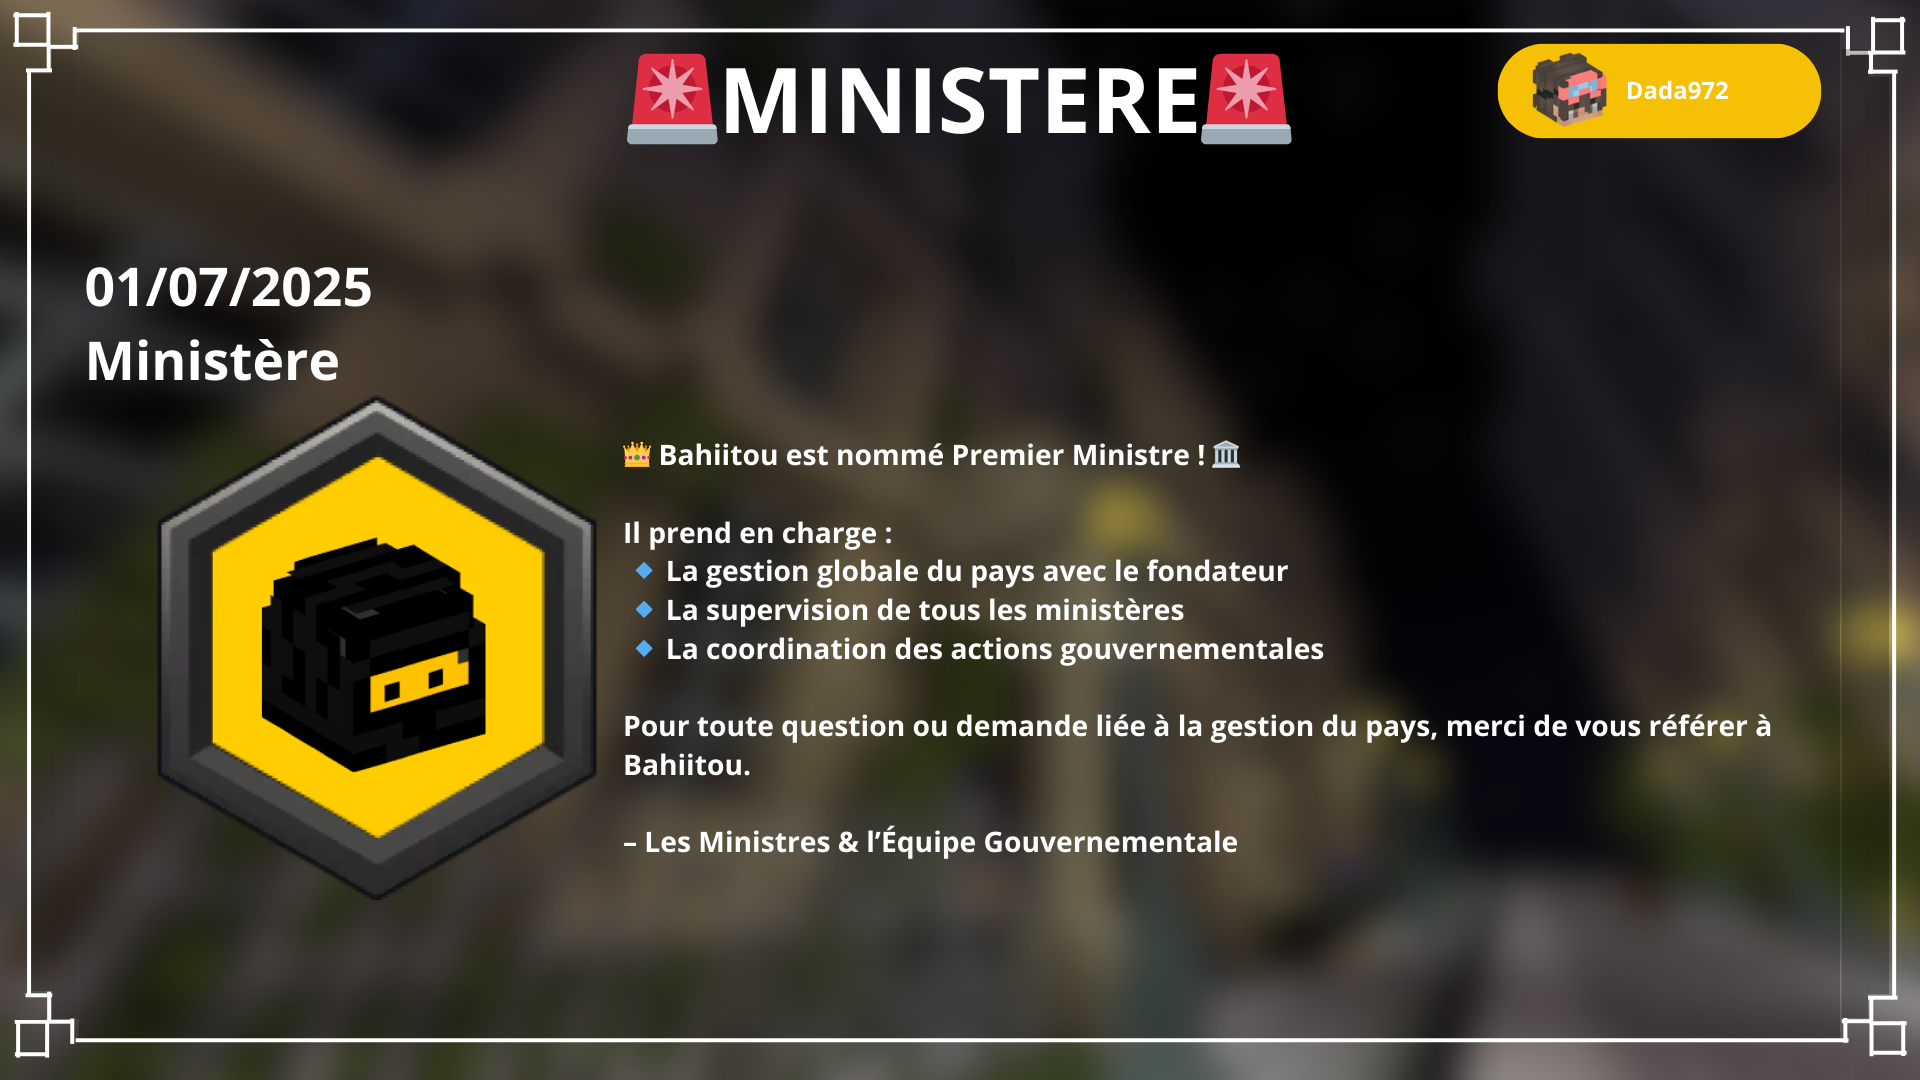 🚨MINISTERE🚨
Dada972
01/07/2025
Ministère
👑 Bahiitou est nommé Premier Ministre ! 🏛️
Il prend en charge :
🔹 La gestion globale du pays avec le fondateur
🔹 La supervision de tous les ministères
🔹 La coordination des actions gouvernementales
Pour toute question ou demande liée à la gestion du pays, merci de vous référer à
Bahiitou.
– Les Ministres & l’Équipe Gouvernementale